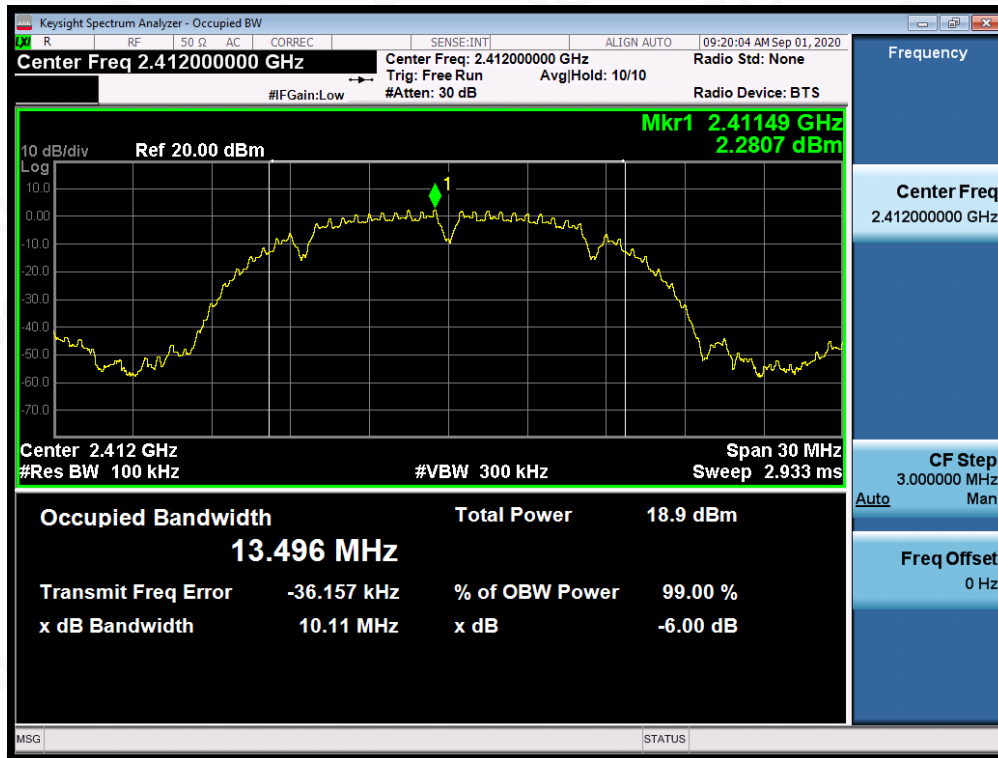 Keysight Spectrum Analyzer - Occupied BW
LXI R RF 50 Ω AC CORREC SENSE:INT ALIGN AUTO 09:20:04 AM Sep 01, 2020
Center Freq 2.412000000 GHz
Center Freq: 2.412000000 GHz
Radio Std: None
Trig: Free Run Avg|Hold: 10/10
#IFGain:Low
#Atten: 30 dB
Radio Device: BTS
Mkr1 2.41149 GHz
2.2807 dBm
10 dB/div Ref 20.00 dBm
Log
10.0
0.00
-10.0
-20.0
-30.0
-40.0
-50.0
-60.0
-70.0
1
Center 2.412 GHz Span 30 MHz
#Res BW 100 kHz #VBW 300 kHz Sweep 2.933 ms
Occupied Bandwidth Total Power 18.9 dBm
13.496 MHz
Transmit Freq Error -36.157 kHz % of OBW Power 99.00 %
x dB Bandwidth 10.11 MHz x dB -6.00 dB
MSG STATUS
Frequency
Center Freq
2.412000000 GHz
CF Step
3.000000 MHz
Auto Man
Freq Offset
0 Hz